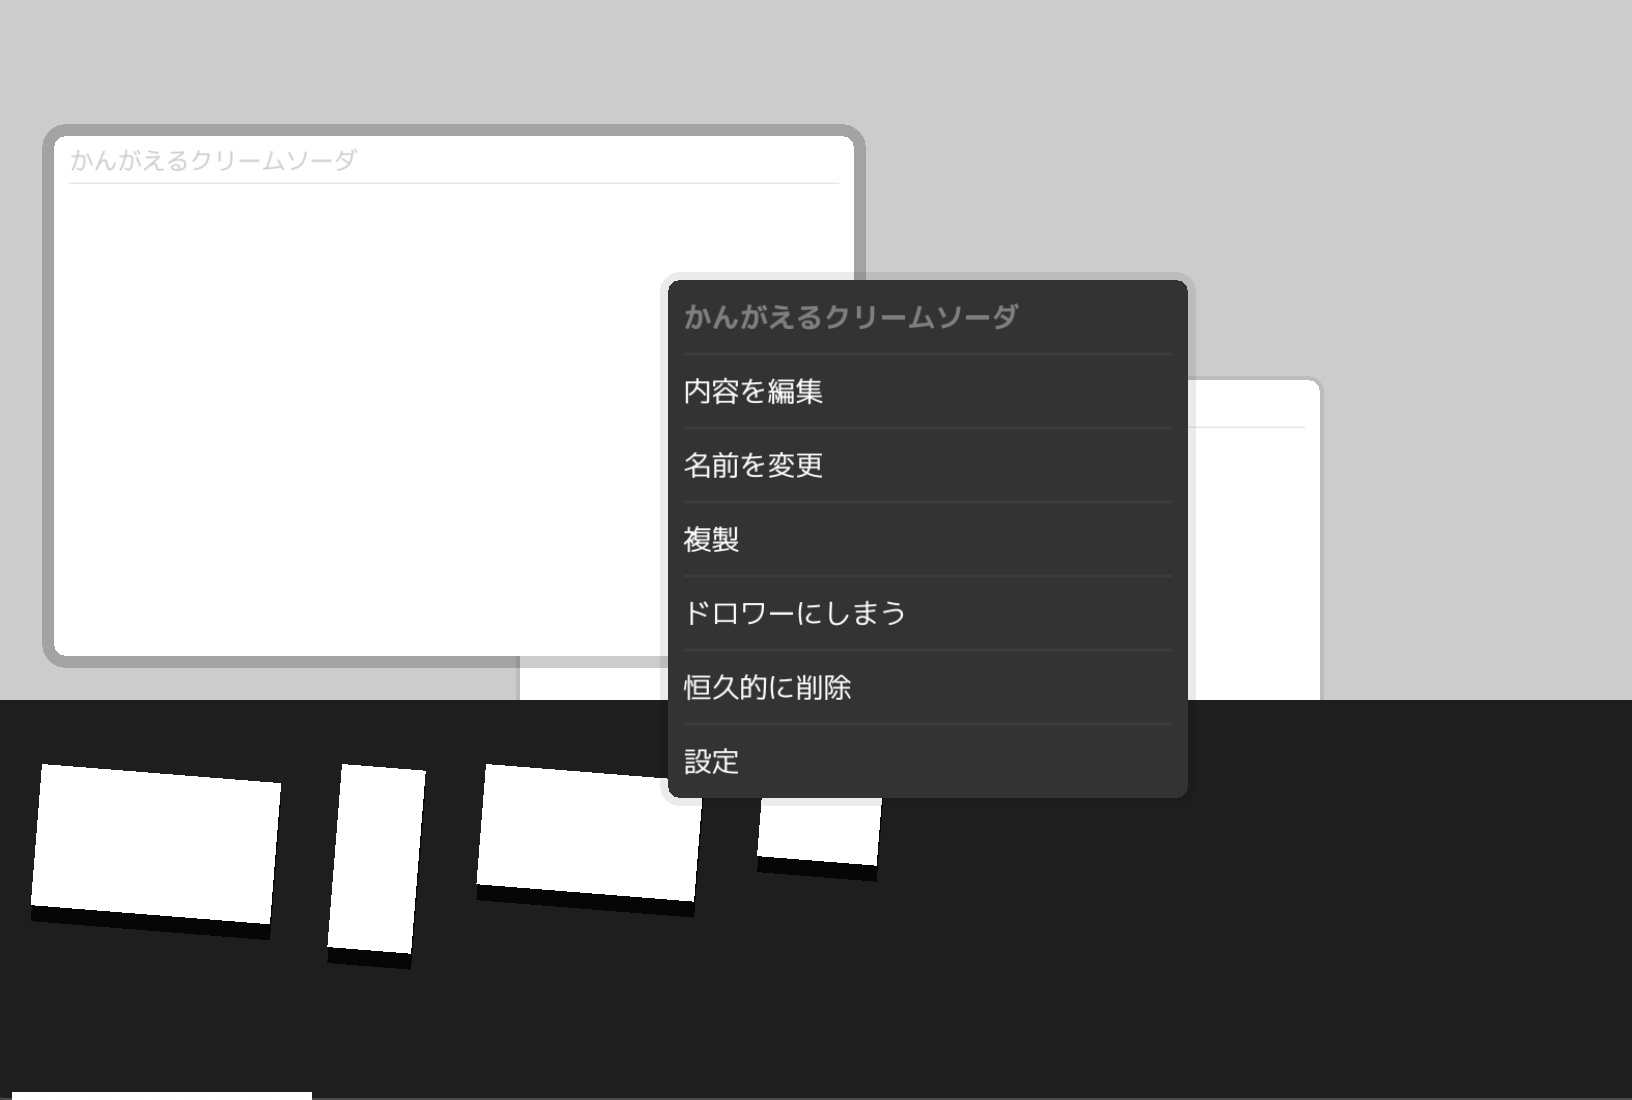 かんがえるクリームソーダ
かんがえるクリームソーダ
内容を編集
名前を変更
複製
ドロワーにしまう
恒久的に削除
設定